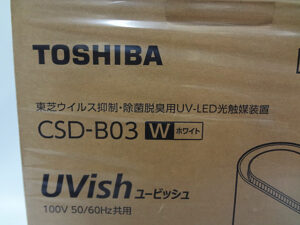 TOSHIBA
東芝ウイルス抑制・除菌脱臭用UV-LED光触媒装置
CSD-B03 W ホワイト
UVish ユービッシュ
100V 50/60Hz共用